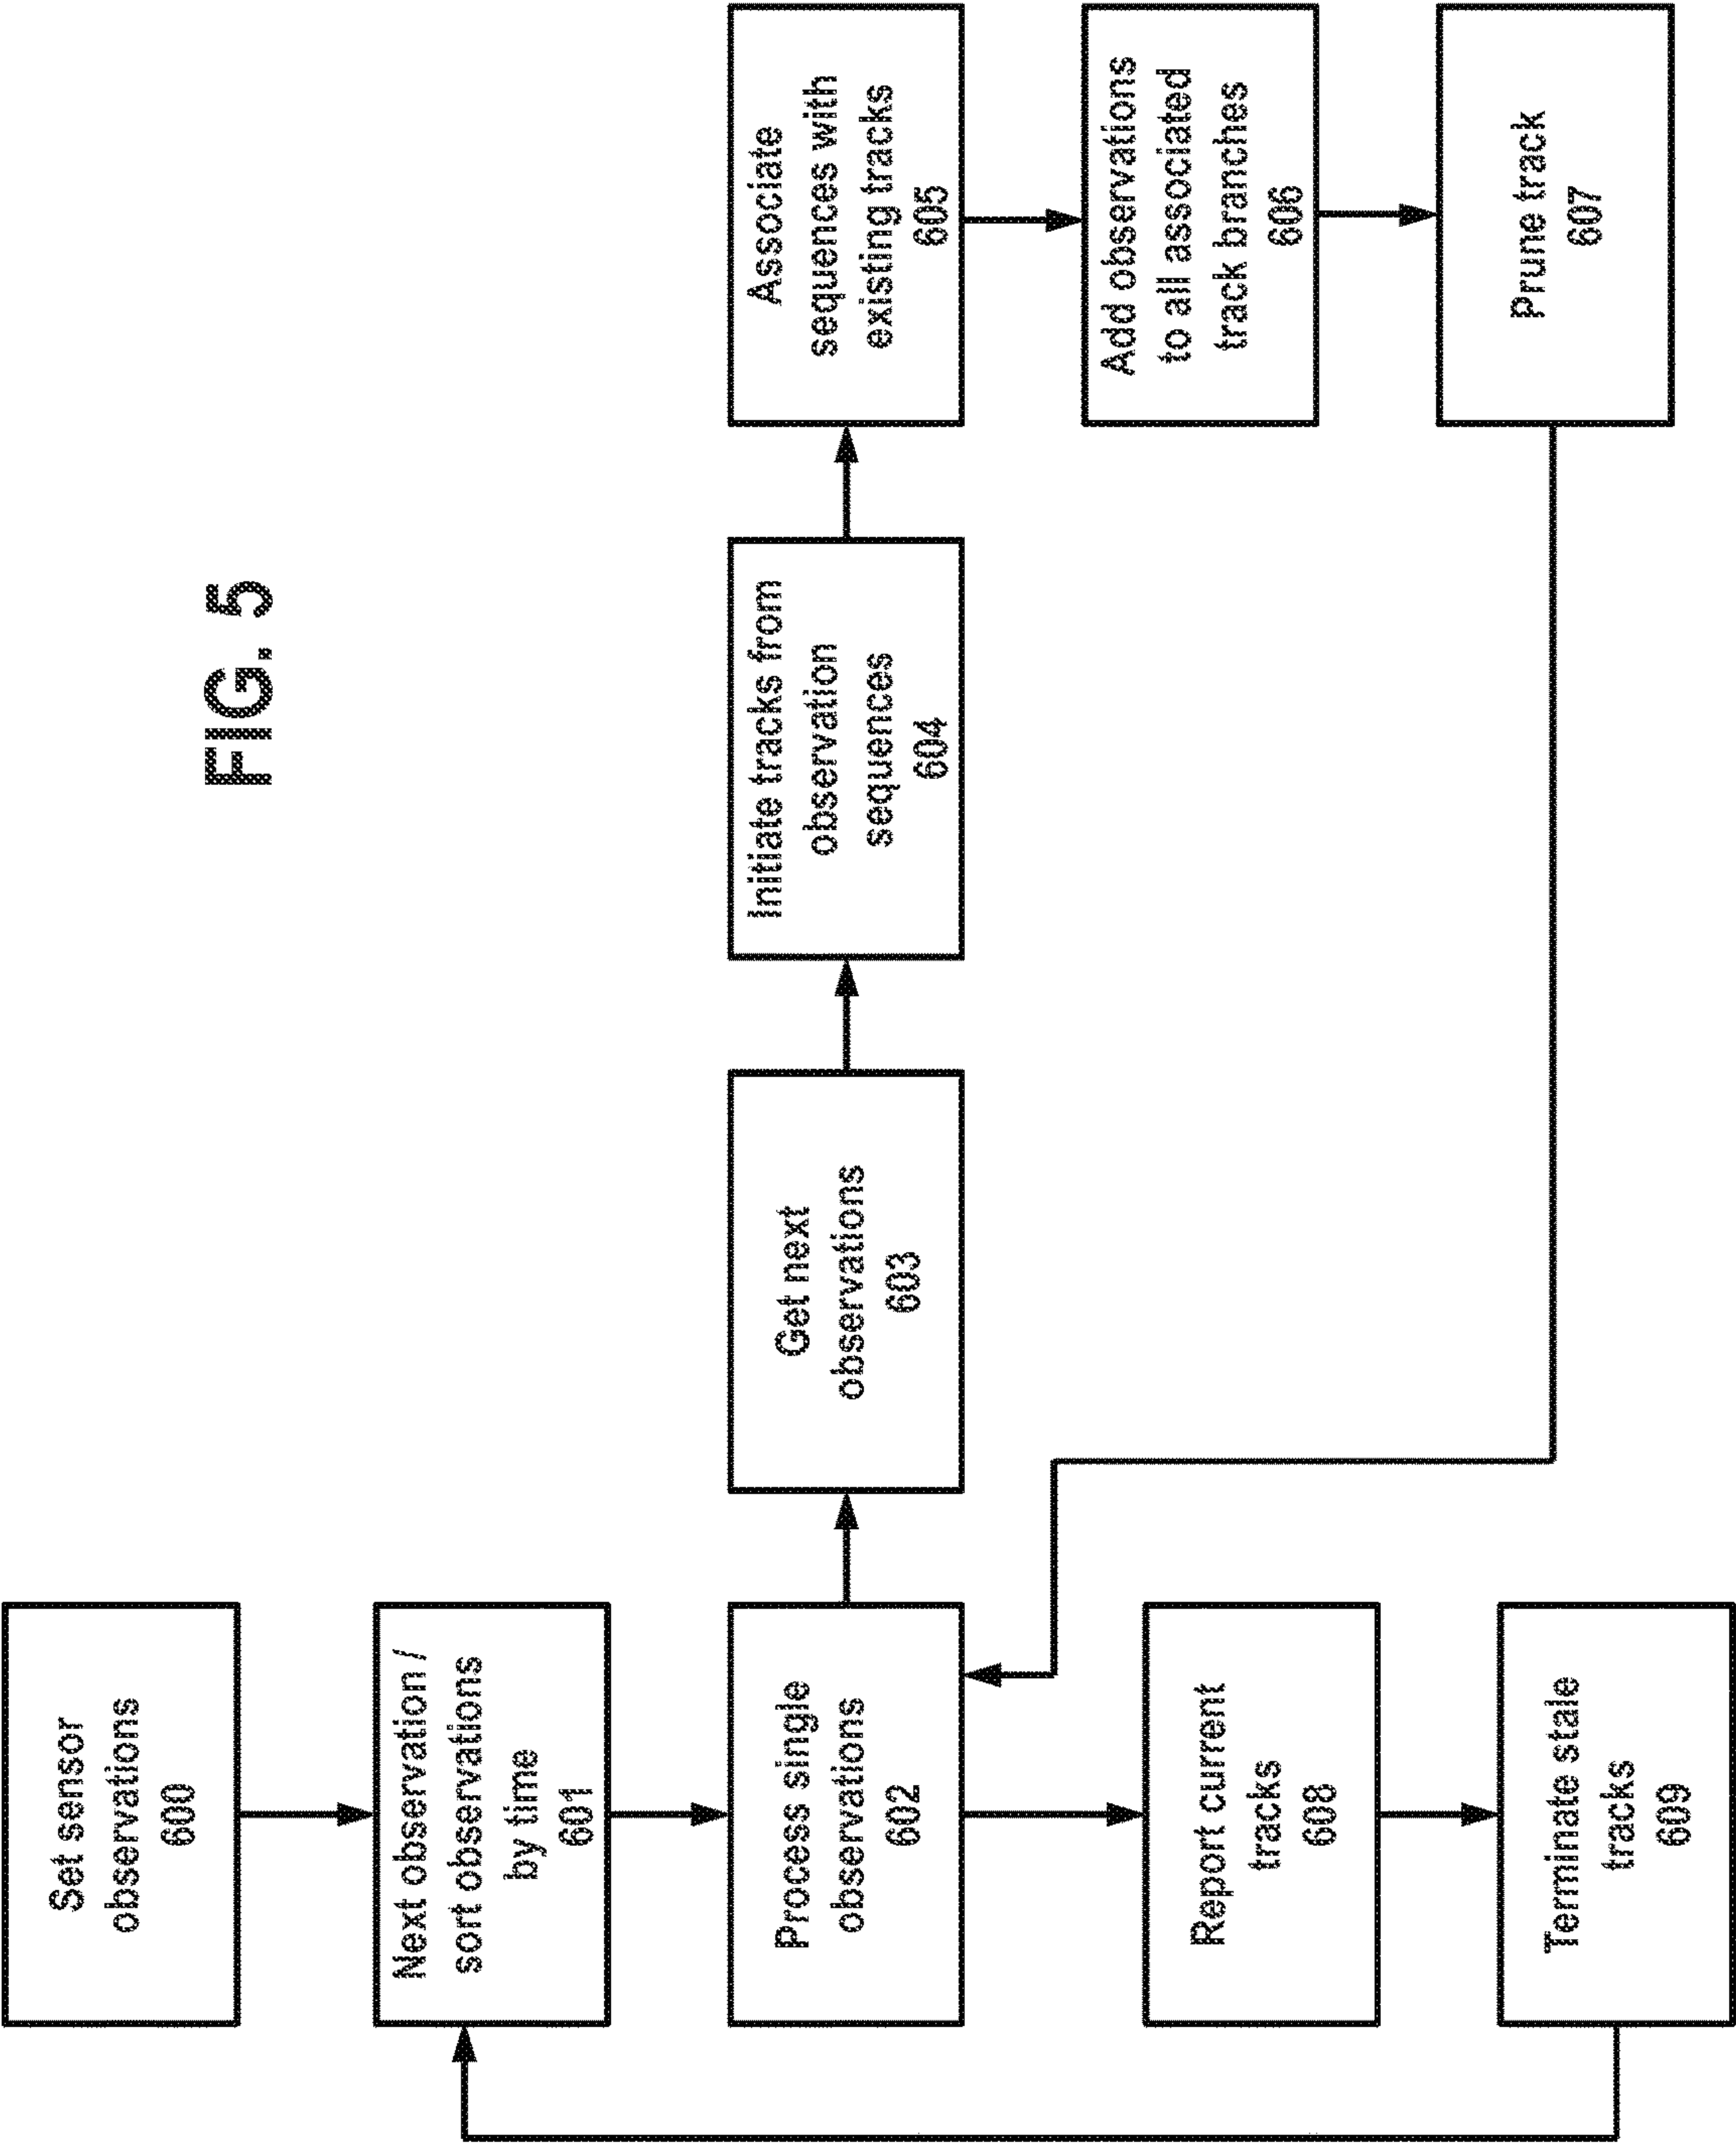 FIG. 5
Set sensor
observations
600
Next observation /
sort observations
by time
601
Process single
observations
602
Get next
observations
603
Initiate tracks from
observation
sequences
604
Associate
sequences with
existing tracks
605
Add observations
to all associated
track branches
606
Prune track
607
Report current
tracks
608
Terminate stale
tracks
609